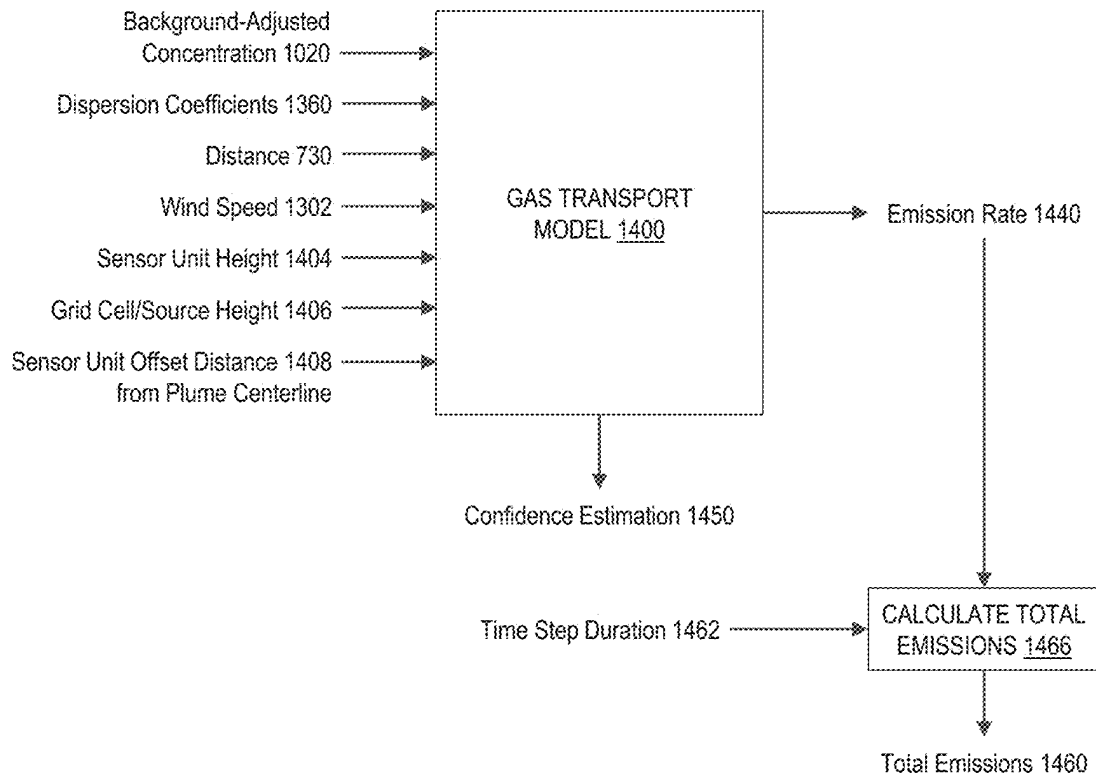 Background-Adjusted
Concentration 1020
Dispersion Coefficients 1360
Distance 730
Wind Speed 1302
Sensor Unit Height 1404
Grid Cell/Source Height 1406
Sensor Unit Offset Distance 1408
from Plume Centerline
GAS TRANSPORT
MODEL 1400
Emission Rate 1440
Confidence Estimation 1450
Time Step Duration 1462
CALCULATE TOTAL
EMISSIONS 1466
Total Emissions 1460